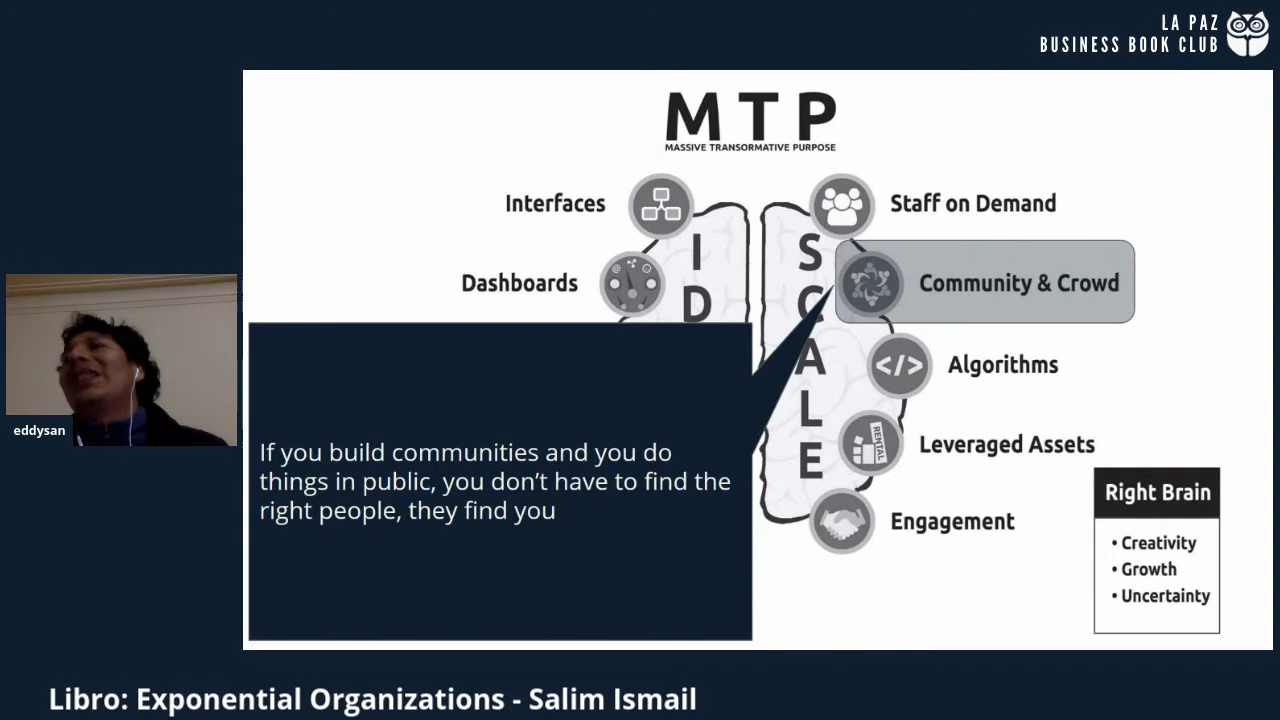 LA PAZ
BUSINESS BOOK CLUB
MTP
MASSIVE TRANSORMATIVE PURPOSE
Interfaces
Staff on Demand
Dashboards
Community & Crowd
I
D
S
C
A
L
E
Algorithms
</>
RENTAL
Leveraged Assets
Engagement
If you build communities and you do
things in public, you don’t have to find the
right people, they find you
Right Brain
• Creativity
• Growth
• Uncertainty
eddysan
Libro: Exponential Organizations - Salim Ismail